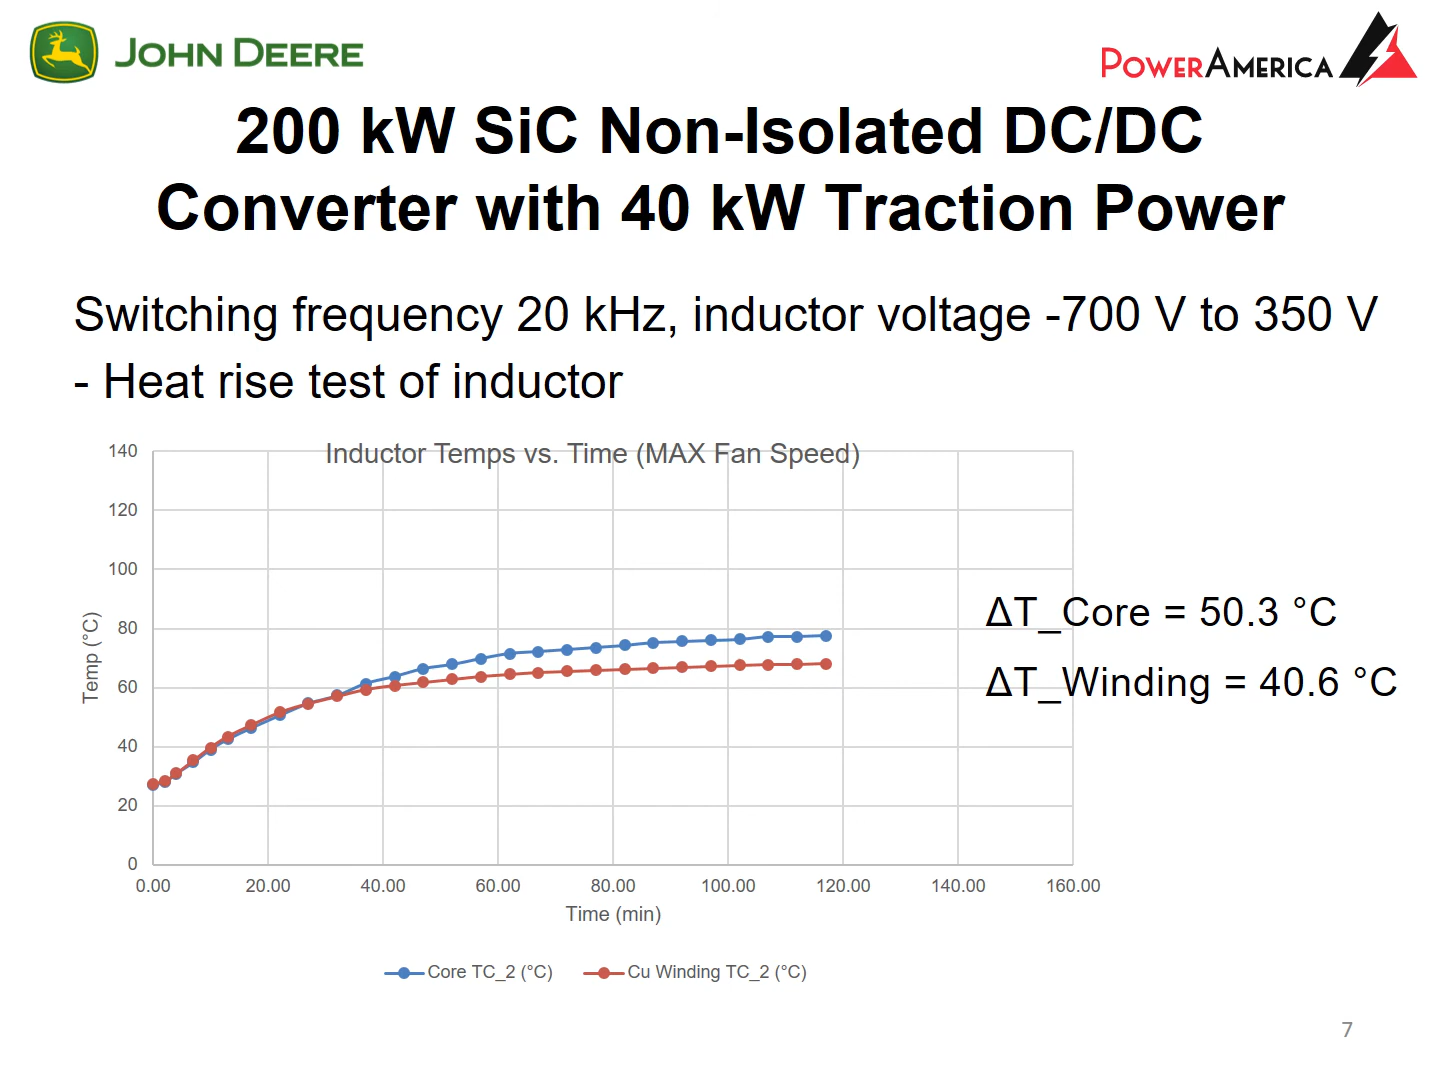 JOHN DEERE
POWERAMERICA
200 kW SiC Non-Isolated DC/DC
Converter with 40 kW Traction Power
Switching frequency 20 kHz, inductor voltage -700 V to 350 V
- Heat rise test of inductor
Inductor Temps vs. Time (MAX Fan Speed)
140
120
100
80
60
40
20
0
Temp (°C)
0.00 20.00 40.00 60.00 80.00 100.00 120.00 140.00 160.00
Time (min)
Core TC_2 (°C) Cu Winding TC_2 (°C)
ΔT_Core = 50.3 °C
ΔT_Winding = 40.6 °C
7